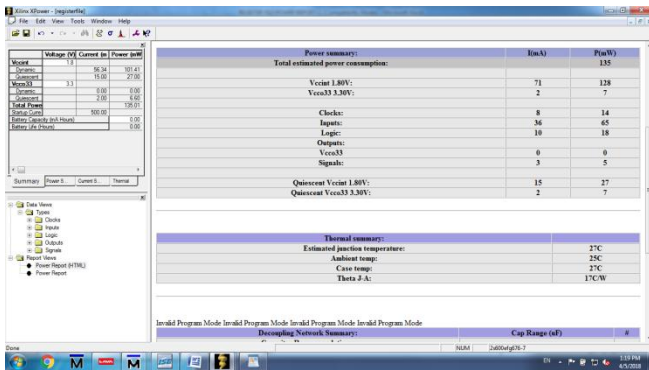 Xilinx XPower - [registerfile]
File Edit View Tools Window Help
Voltage (V) Current (m Power (mW
Vccint 1.8
Dynamic 56.34 101.41
Quiescent 15.00 27.00
Vcco33 3.3
Dynamic 0.00 0.00
Quiescent 2.00 6.60
Total Powe 135.01
Startup Curre 500.00
Battery Capacity (mA Hours) 0.00
Battery Life (Hours) 0.00
Summary Power S... Current S... Thermal
Data Views
Types
Clocks
Inputs
Logic
Outputs
Signals
Report Views
Power Report (HTML)
Power Report
Power summary: I(mA) P(mW)
Total estimated power consumption: 135
Vccint 1.80V: 71 128
Vcco33 3.30V: 2 7
Clocks: 8 14
Inputs: 36 65
Logic: 10 18
Outputs:
Vcco33 0 0
Signals: 3 5
Quiescent Vccint 1.80V: 15 27
Quiescent Vcco33 3.30V: 2 7
Thermal summary:
Estimated junction temperature: 27C
Ambient temp: 25C
Case temp: 27C
Theta J-A: 17C/W
Invalid Program Mode Invalid Program Mode Invalid Program Mode Invalid Program Mode
Decoupling Network Summary: Cap Range (uF) #
Done NUM 2s600efg676-7
EN 3:19 PM
4/5/2018